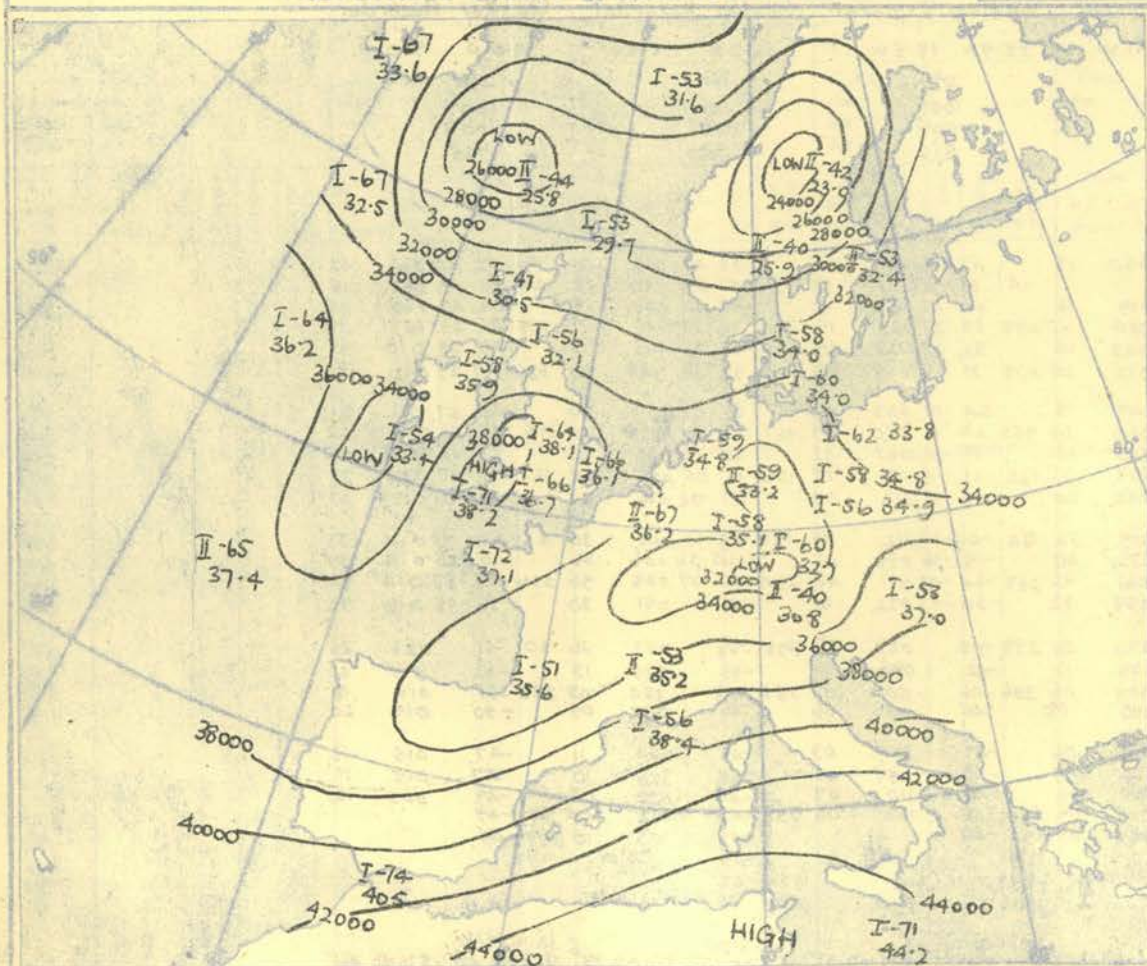 I -67
33.6
I -53
31.6
LOW
26000 II -44
25.8
28000
30000
32000
34000
I -67
32.5
I -53
29.7
LOW II -42
23.9
24000
26000
28000
II -40
25.9
30000
II -53
32.4
32000
I -47
30.5
I -64
36.2
I -56
32.1
I -58
34.0
I -58
35.9
I -60
34.0
36000
34000
I -54
33.4
LOW
38000
I -64
38.1
HIGH
I -66
36.7
I -71
38.2
I -66
36.1
I -59
34.8
II -59
33.2
I -62 33.8
I -58 34.8
34000
I -56 34.9
II -67
36.2
I -58
35.1
I -60
32.7
LOW
32000
34000
II -40
30.8
II -65
37.4
I -72
37.1
I -53
37.0
36000
38000
I -51
35.6
II -53
35.2
I -56
38.4
38000
40000
42000
40000
I -74
40.5
42000
44000
44000
HIGH
I -71
44.2